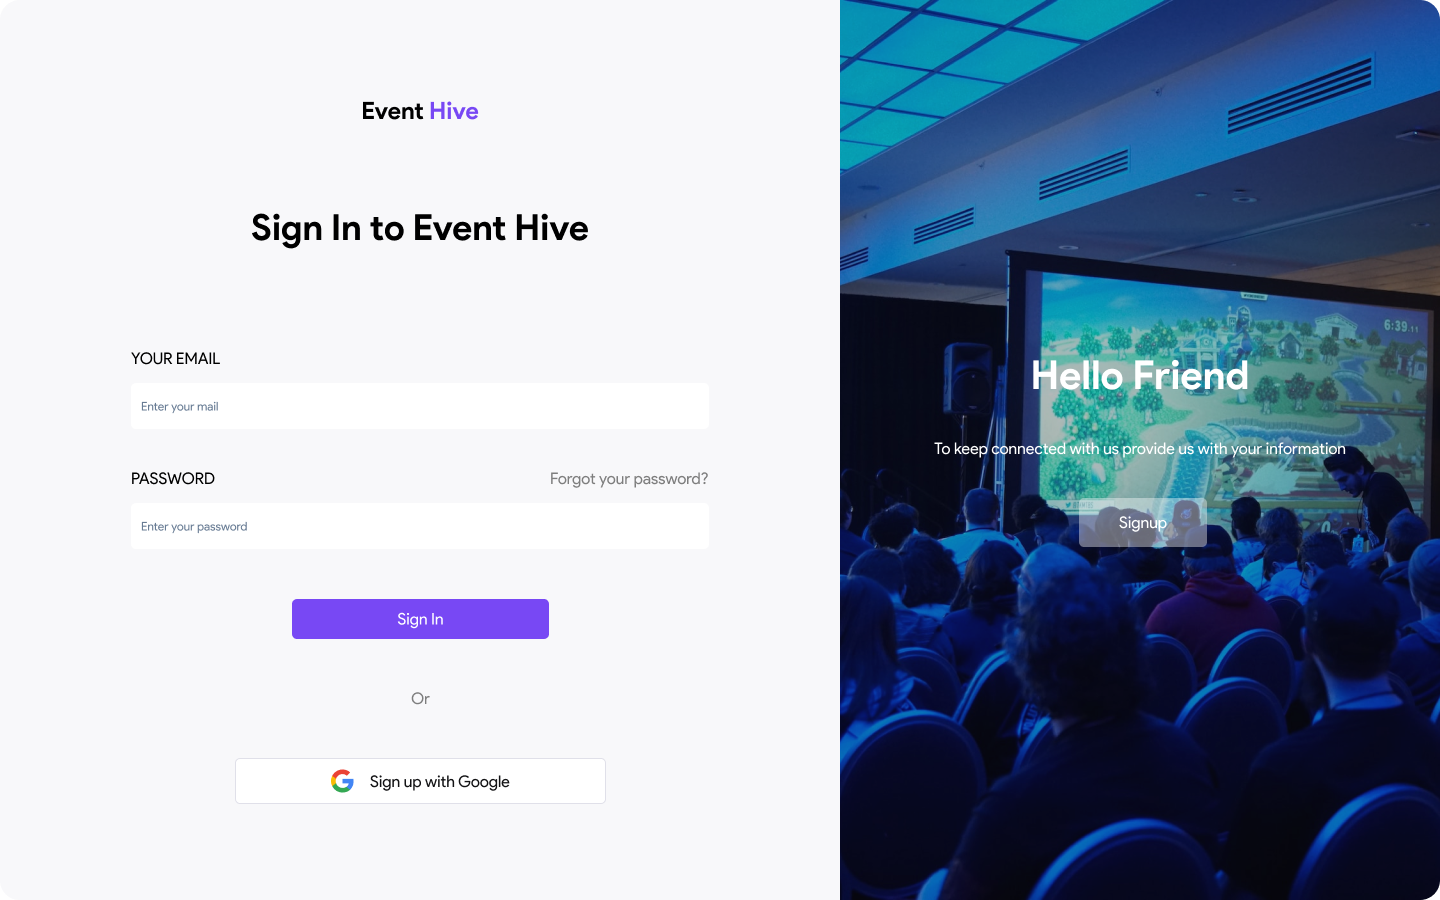 Event Hive
Sign In to Event Hive
YOUR EMAIL
Enter your mail
PASSWORD
Forgot your password?
Enter your password
Sign In
Or
Sign up with Google
6:39.11
Hello Friend
To keep connected with us provide us with your information
Signup